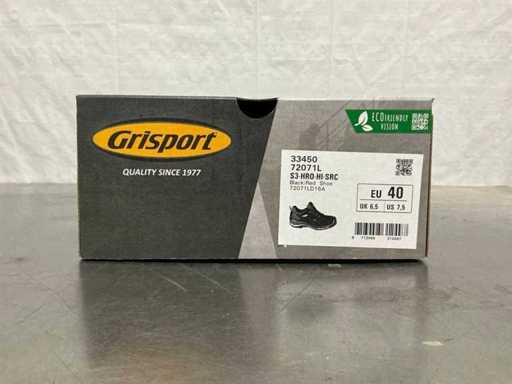 Grisport
QUALITY SINCE 1977
ECO FRIENDLY
VISION
33450
72071L
S3-HRO-HI-SRC
Black/Red Shoe
72071LD16A
EU 40
UK 6,5 US 7,5